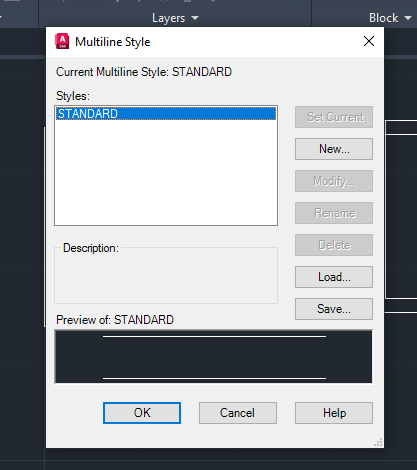 Layers
Block
Multiline Style
Current Multiline Style: STANDARD
Styles:
STANDARD
Set Current
New...
Modify...
Rename
Delete
Description:
Load...
Save...
Preview of: STANDARD
OK
Cancel
Help